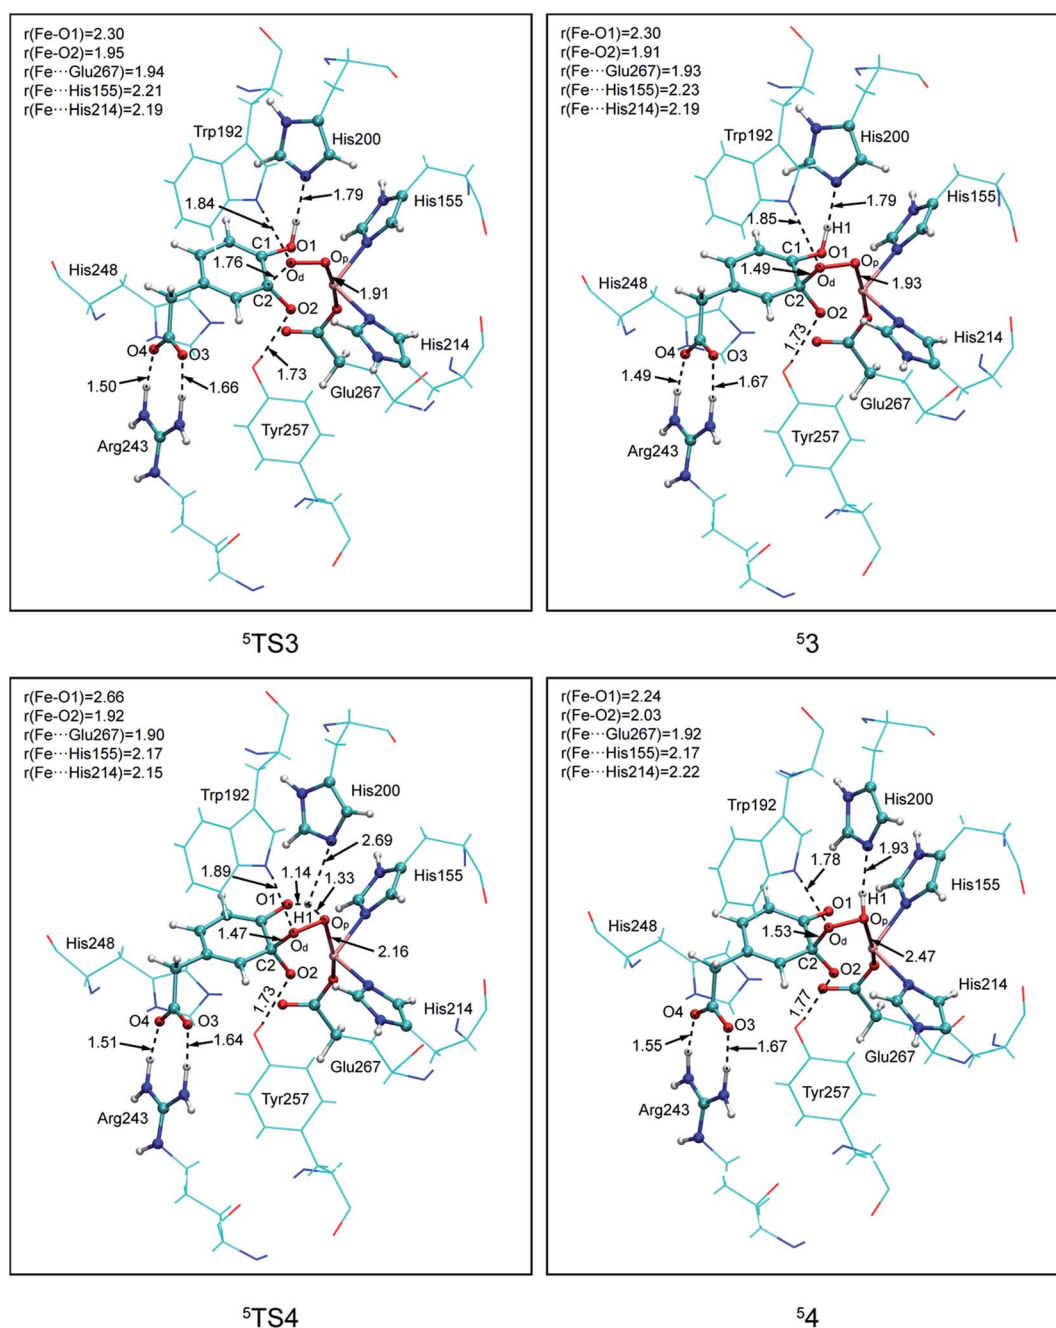 r(Fe-O1)=2.30
r(Fe-O2)=1.95
r(Fe···Glu267)=1.94
r(Fe···His155)=2.21
r(Fe···His214)=2.19
Trp192
His200
1.79
1.84
His155
C1
O1
1.76
Od
Op
His248
C2
O2
1.91
O4
O3
His214
1.50
1.66
1.73
Glu267
Arg243
Tyr257
⁵TS3
r(Fe-O1)=2.30
r(Fe-O2)=1.91
r(Fe···Glu267)=1.93
r(Fe···His155)=2.23
r(Fe···His214)=2.19
Trp192
His200
His155
1.79
1.85
H1
C1
O1
Op
1.49
Od
His248
C2
1.93
O2
1.73
O4
O3
His214
1.49
1.67
Glu267
Arg243
Tyr257
⁵3
r(Fe-O1)=2.66
r(Fe-O2)=1.92
r(Fe···Glu267)=1.90
r(Fe···His155)=2.17
r(Fe···His214)=2.15
Trp192
His200
2.69
1.89
1.14
1.33
His155
O1
H1
Op
1.47
Od
His248
C2
O2
2.16
1.73
O4
O3
His214
1.51
1.64
Glu267
Arg243
Tyr257
⁵TS4
r(Fe-O1)=2.24
r(Fe-O2)=2.03
r(Fe···Glu267)=1.92
r(Fe···His155)=2.17
r(Fe···His214)=2.22
Trp192
His200
1.93
1.78
His155
H1
O1
Op
1.53
Od
His248
C2
O2
2.47
1.77
His214
O4
O3
1.55
1.67
Glu267
Arg243
Tyr257
⁵4